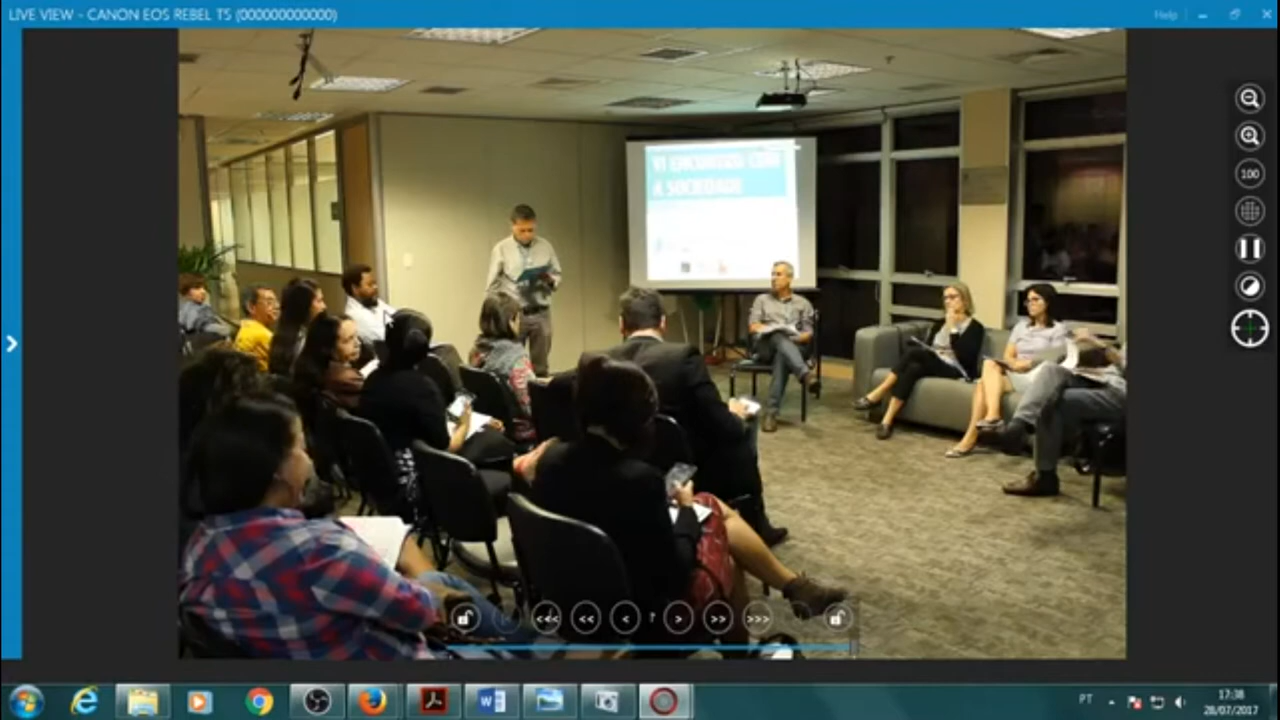 LIVE VIEW - CANON EOS REBEL T5 (000000000000)
Help
VI ENCONTRO COM
A SOCIEDADE
100
PT
17:38
28/07/2017